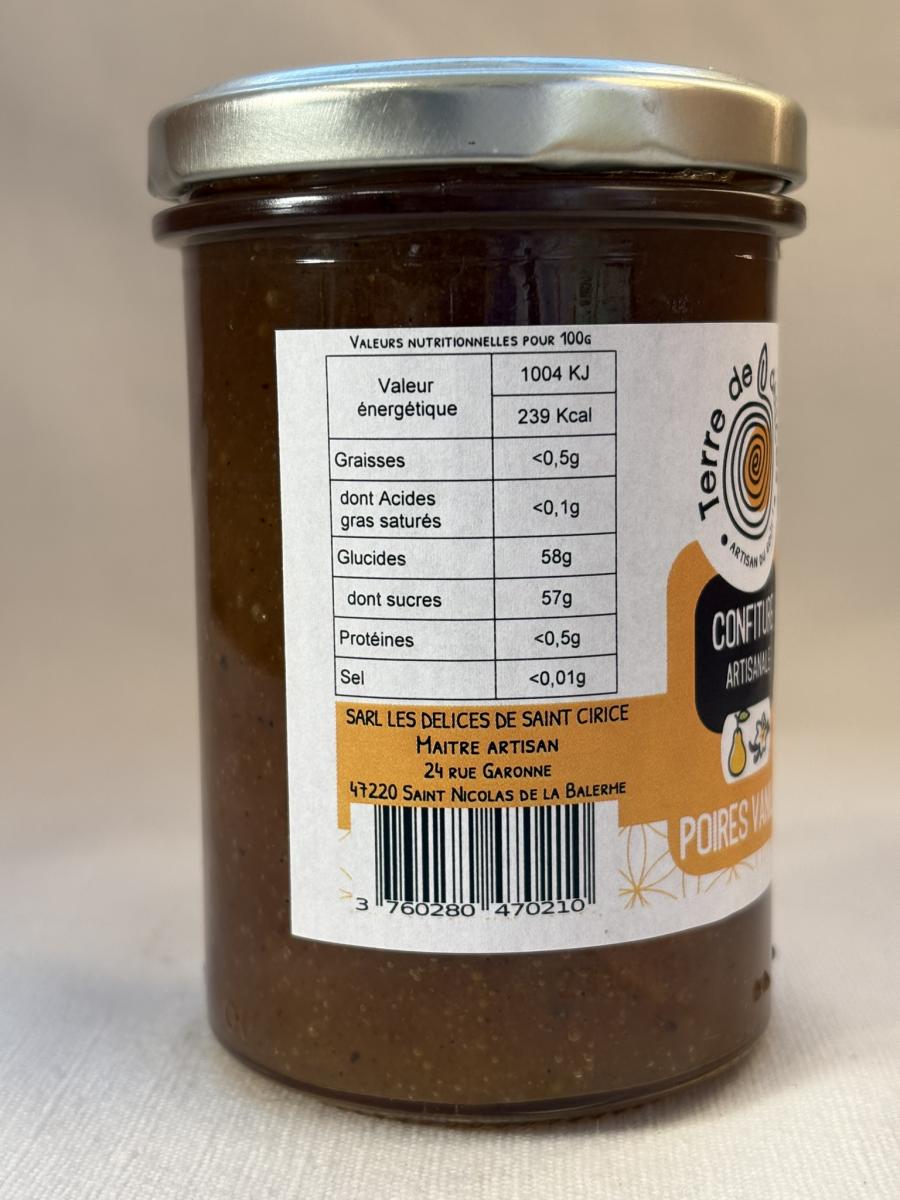 VALEURS NUTRITIONNELLES POUR 100G
Valeur énergétique
1004 KJ
239 Kcal
Graisses <0,5g
dont Acides gras saturés <0,1g
Glucides 58g
dont sucres 57g
Protéines <0,5g
Sel <0,01g
SARL LES DELICES DE SAINT CIRICE
MAITRE ARTISAN
24 RUE GARONNE
47220 SAINT NICOLAS DE LA BALERME
3 760280 470210
Terre de
ARTISAN DU
CONFITURE
ARTISANALE
POIRES